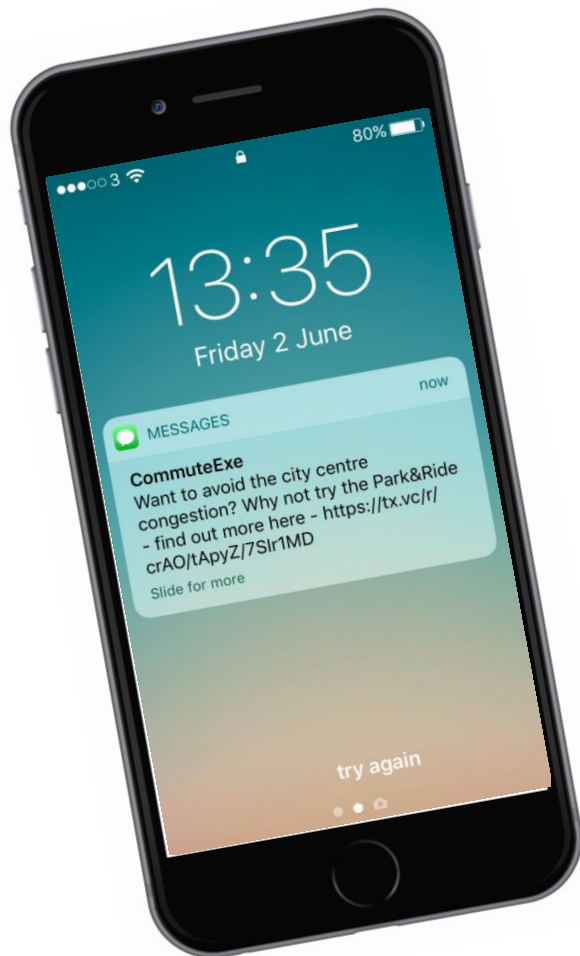 3 80%
13:35
Friday 2 June
MESSAGES now
CommuteExe
Want to avoid the city centre
congestion? Why not try the Park&Ride
- find out more here - https://tx.vc/r/
crAO/tApyZ/7SIr1MD
Slide for more
try again